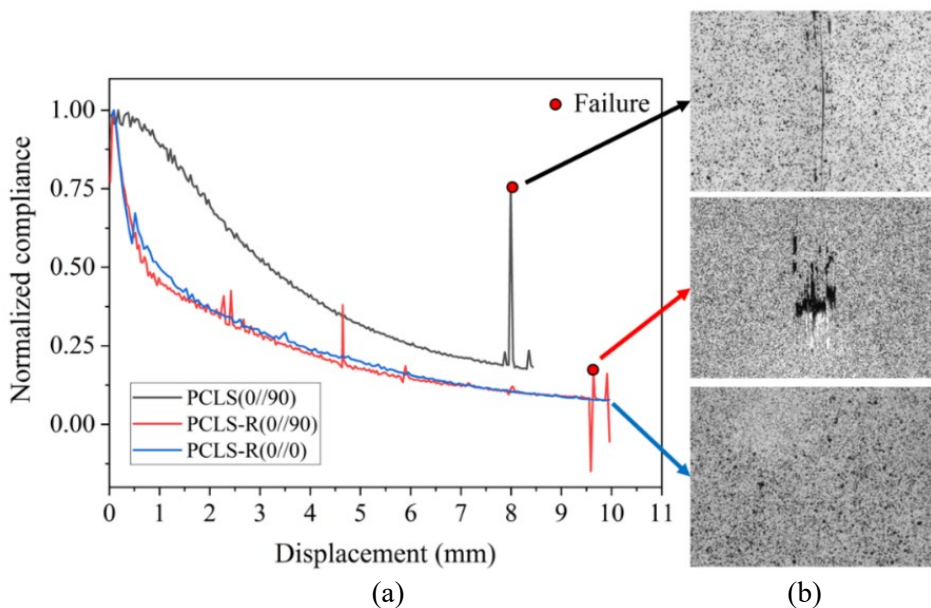 1.00
0.75
0.50
0.25
0.00
Normalized compliance
Failure
PCLS(0//90)
PCLS-R(0//90)
PCLS-R(0//0)
0 1 2 3 4 5 6 7 8 9 10 11
Displacement (mm)
(a)
(b)